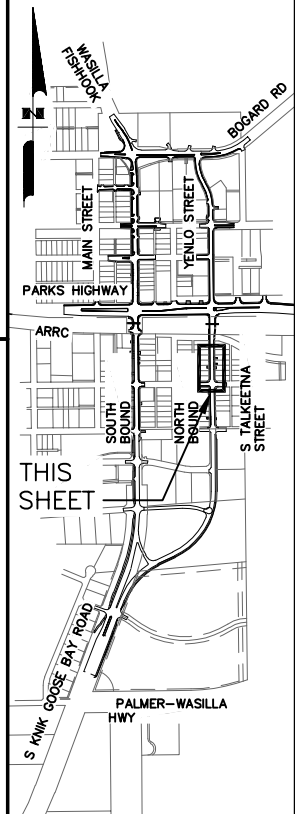 N
WASILLA
FISHHOOK
BOGARD RD
MAIN STREET
YENLO STREET
PARKS HIGHWAY
ARRC
SOUTH
BOUND
NORTH
BOUND
S TALKEETNA
STREET
THIS
SHEET
S KNIK GOOSE BAY ROAD
PALMER-WASILLA
HWY